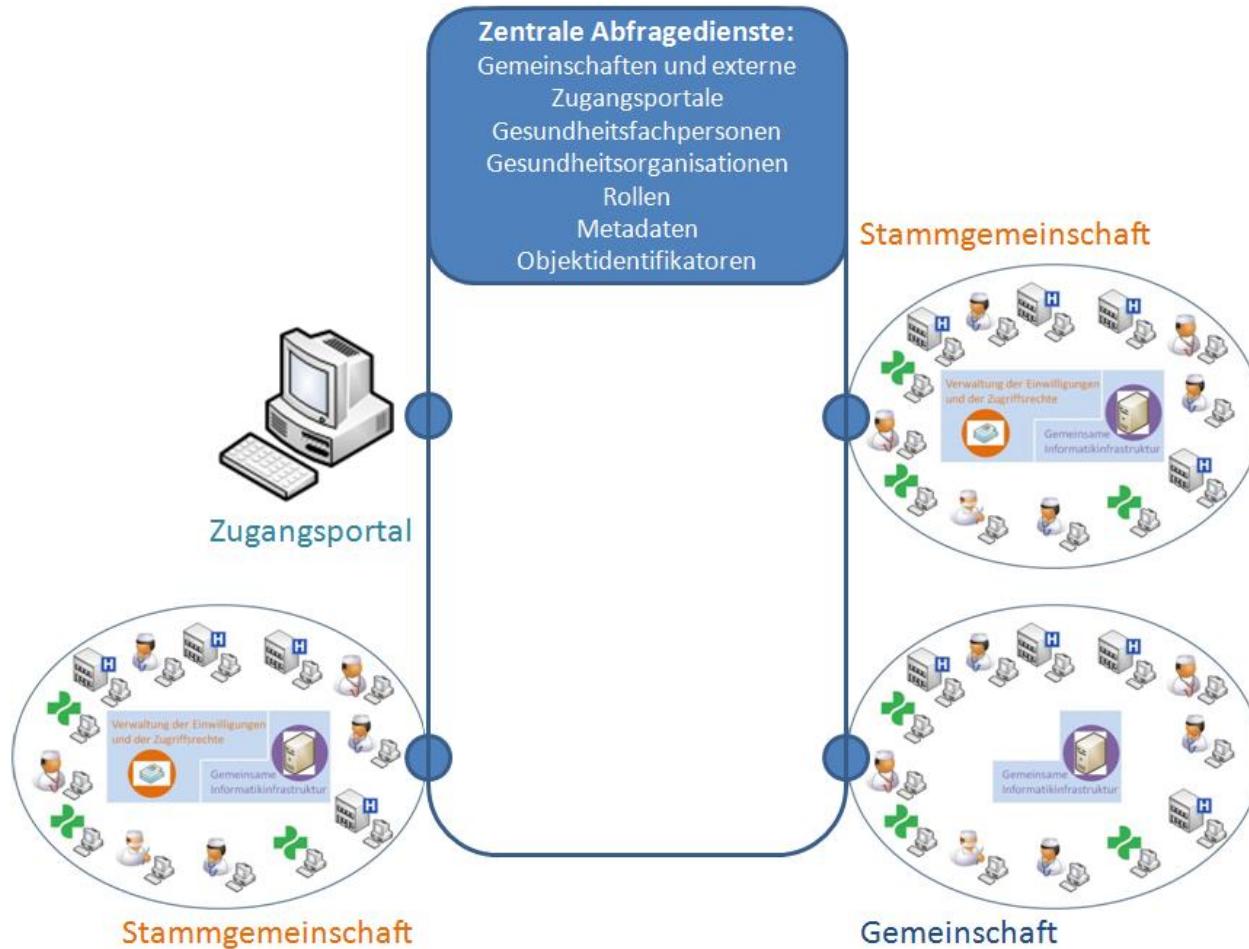 Zentrale Abfragedienste:
Gemeinschaften und externe
Zugangsportale
Gesundheitsfachpersonen
Gesundheitsorganisationen
Rollen
Metadaten
Objektidentifikatoren
Stammgemeinschaft
H
H
H
Verwaltung der Einwilligungen
und der Zugriffsrechte
Gemeinsame
Informatikinfrastruktur
H
Zugangsportal
H
H
H
Verwaltung der Einwilligungen
und der Zugriffsrechte
Gemeinsame
Informatikinfrastruktur
H
Stammgemeinschaft
H
H
H
Gemeinsame
Informatikinfrastruktur
H
Gemeinschaft